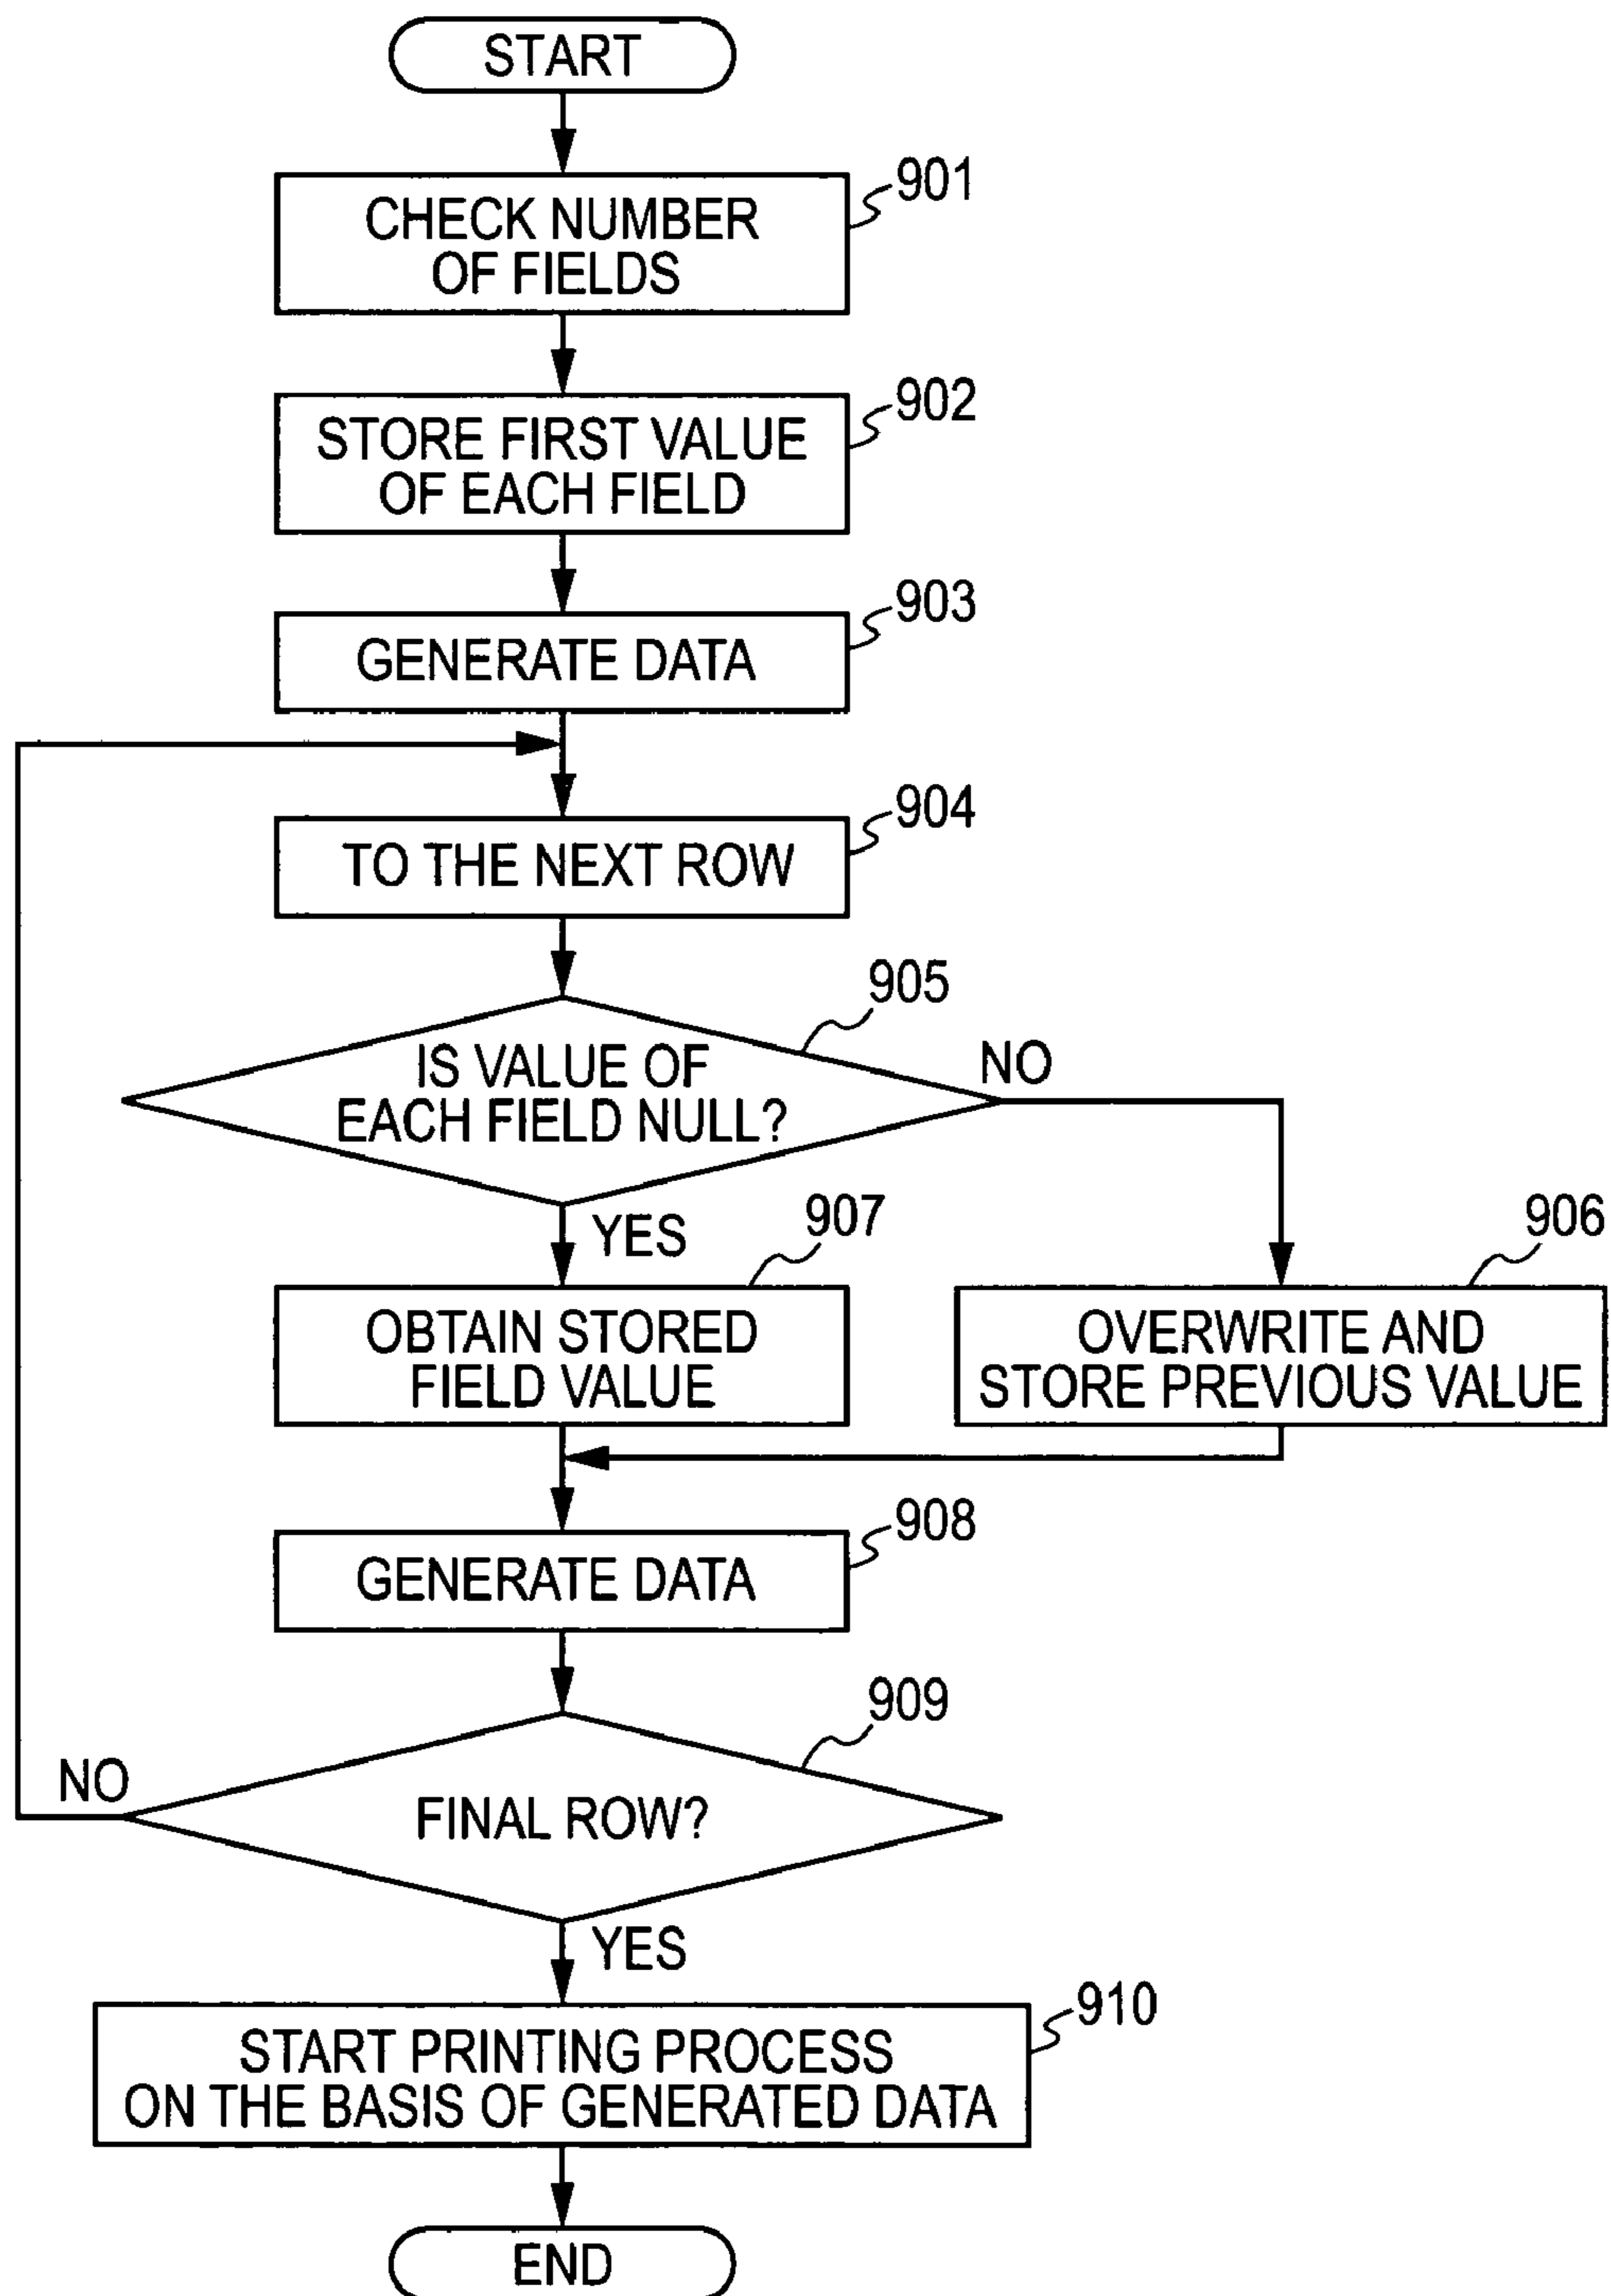 START
901
CHECK NUMBER
OF FIELDS
902
STORE FIRST VALUE
OF EACH FIELD
903
GENERATE DATA
904
TO THE NEXT ROW
905
IS VALUE OF
EACH FIELD NULL?
NO
YES
907
906
OBTAIN STORED
FIELD VALUE
OVERWRITE AND
STORE PREVIOUS VALUE
908
GENERATE DATA
909
NO
FINAL ROW?
YES
910
START PRINTING PROCESS
ON THE BASIS OF GENERATED DATA
END